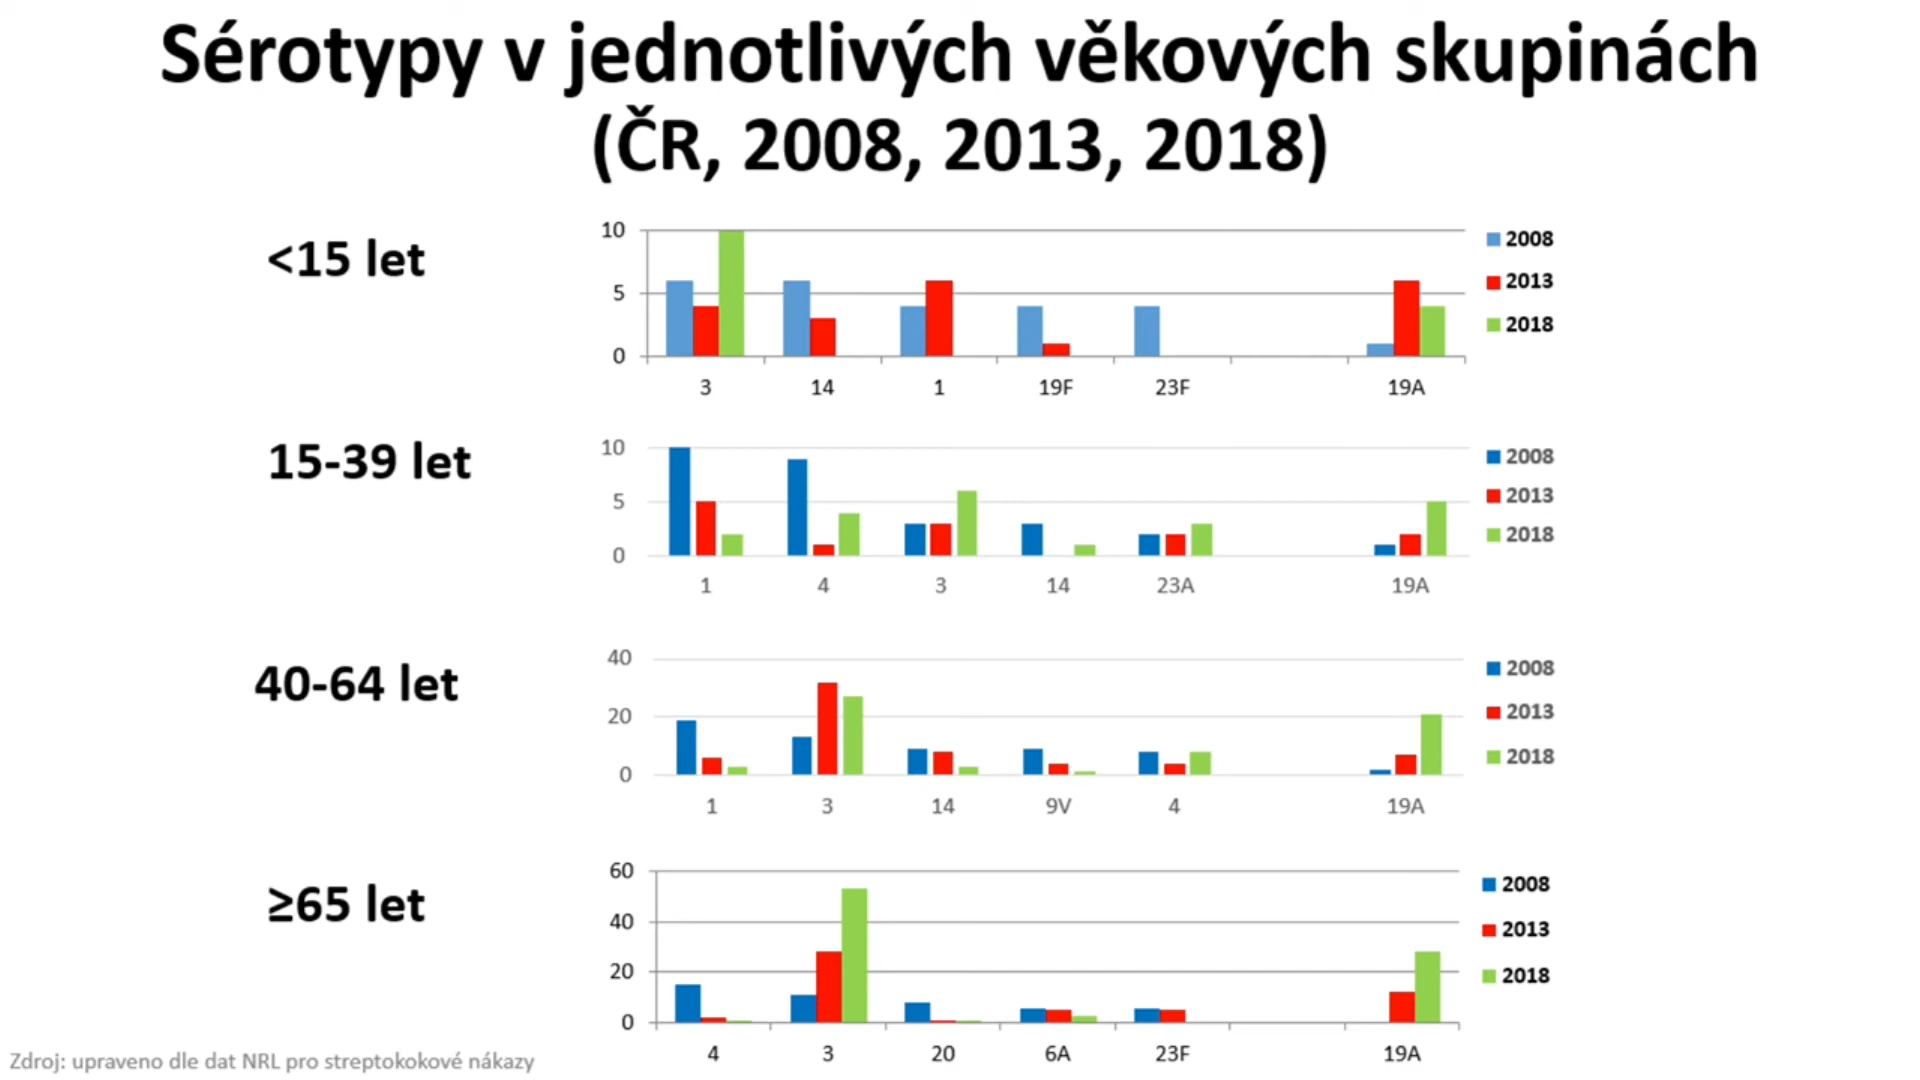 Sérotypy v jednotlivých věkových skupinách
(ČR, 2008, 2013, 2018)
<15 let
10
5
0
3 14 1 19F 23F 19A
2008
2013
2018
15-39 let
10
5
0
1 4 3 14 23A 19A
2008
2013
2018
40-64 let
40
20
0
1 3 14 9V 4 19A
2008
2013
2018
≥65 let
60
40
20
0
4 3 20 6A 23F 19A
2008
2013
2018
Zdroj: upraveno dle dat NRL pro streptokokové nákazy